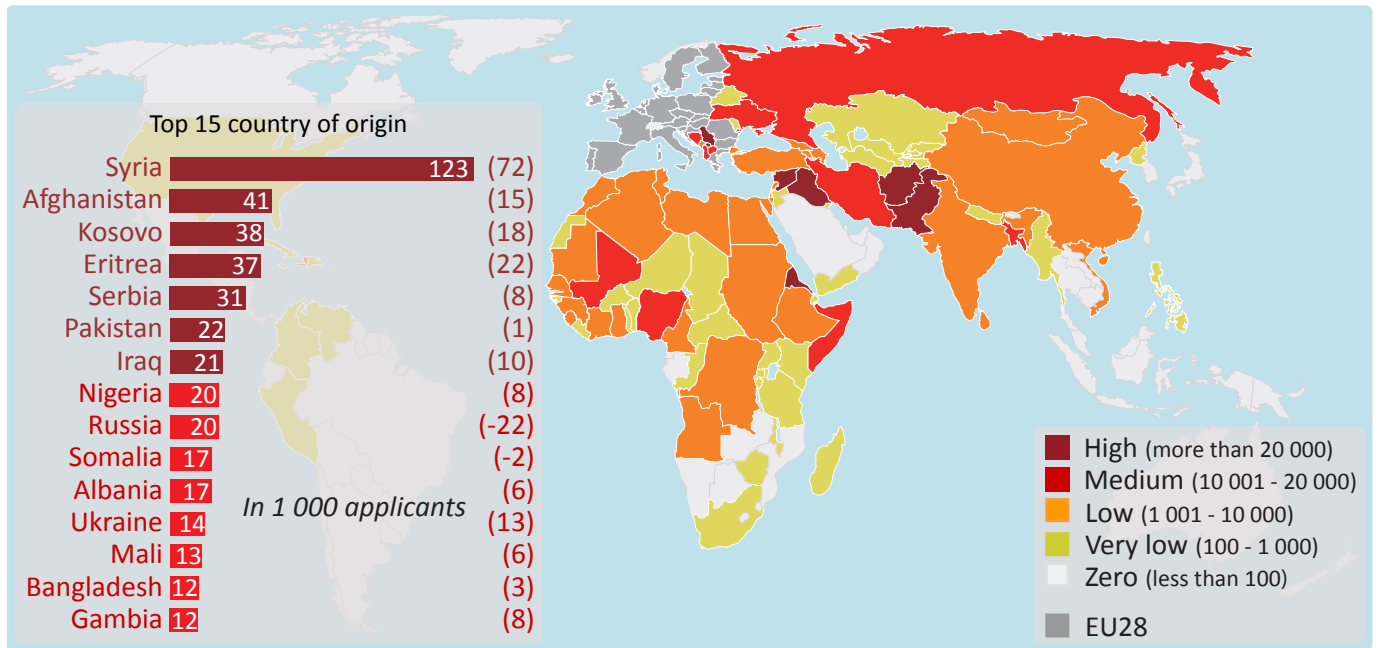 Top 15 country of origin
Syria 123 (72)
Afghanistan 41 (15)
Kosovo 38 (18)
Eritrea 37 (22)
Serbia 31 (8)
Pakistan 22 (1)
Iraq 21 (10)
Nigeria 20 (8)
Russia 20 (-22)
Somalia 17 (-2)
Albania 17 (6)
In 1 000 applicants
Ukraine 14 (13)
Mali 13 (6)
Bangladesh 12 (3)
Gambia 12 (8)
High (more than 20 000)
Medium (10 001 - 20 000)
Low (1 001 - 10 000)
Very low (100 - 1 000)
Zero (less than 100)
EU28